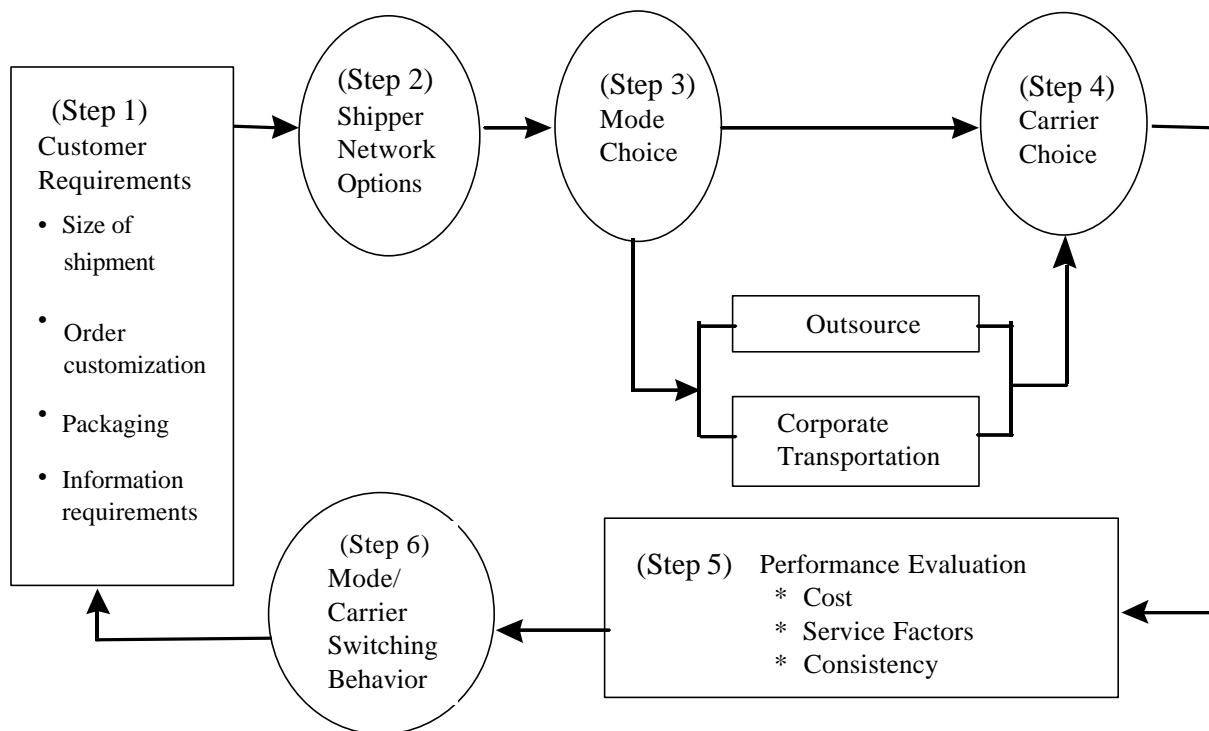 (Step 1)
Customer
Requirements
• Size of
shipment
• Order
customization
• Packaging
• Information
requirements
(Step 2)
Shipper
Network
Options
(Step 3)
Mode
Choice
(Step 4)
Carrier
Choice
Outsource
Corporate
Transportation
(Step 5) Performance Evaluation
* Cost
* Service Factors
* Consistency
(Step 6)
Mode/
Carrier
Switching
Behavior